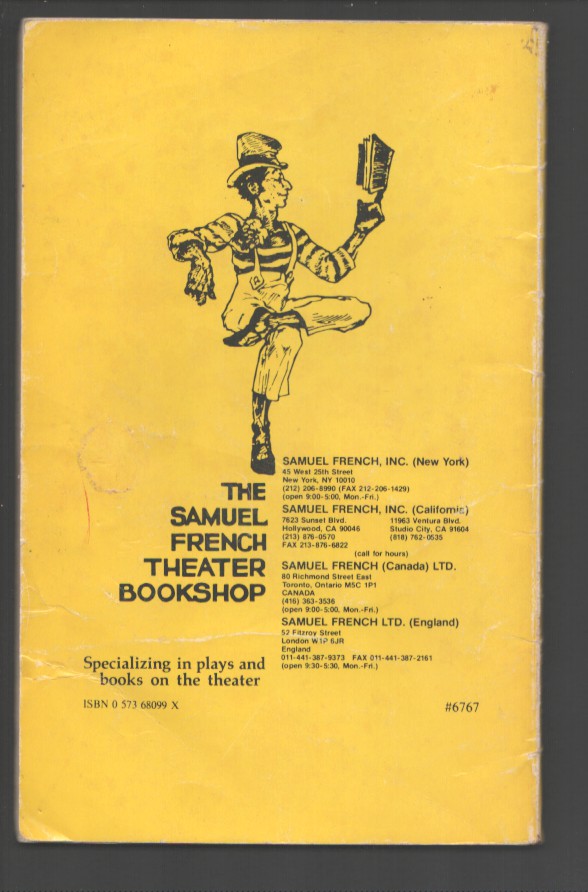 THE
SAMUEL
FRENCH
THEATER
BOOKSHOP
Specializing in plays and
books on the theater
ISBN 0 573 68099 X
SAMUEL FRENCH, INC. (New York)
45 West 25th Street
New York, NY 10010
(212) 206-8990 (FAX 212-206-1429)
(open 9:00-5:00, Mon.-Fri.)
SAMUEL FRENCH, INC. (California)
7623 Sunset Blvd.
Hollywood, CA 90046
(213) 876-0570
FAX 213-876-6822
11963 Ventura Blvd.
Studio City, CA 91604
(818) 762-0535
(call for hours)
SAMUEL FRENCH (Canada) LTD.
80 Richmond Street East
Toronto, Ontario M5C 1P1
CANADA
(416) 363-3536
(open 9:00-5:00, Mon.-Fri.)
SAMUEL FRENCH LTD. (England)
52 Fitzroy Street
London W1P 6JR
England
011-441-387-9373 FAX 011-441-387-2161
(open 9:30-5:30, Mon.-Fri.)
#6767